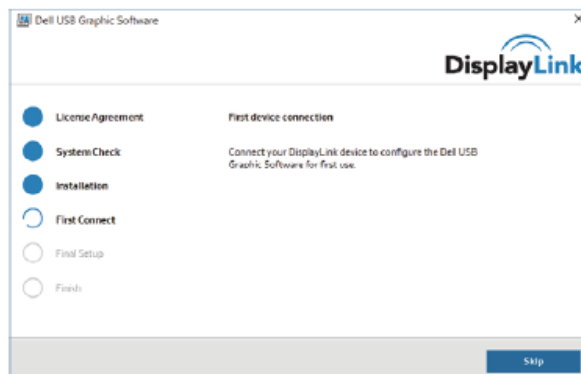 Dell USB Graphic Software
DisplayLink
License Agreement
First device connection
System Check
Connect your DisplayLink device to configure the Dell USB
Graphic Software for first use.
Installation
First Connect
Final Setup
Finish
Skip